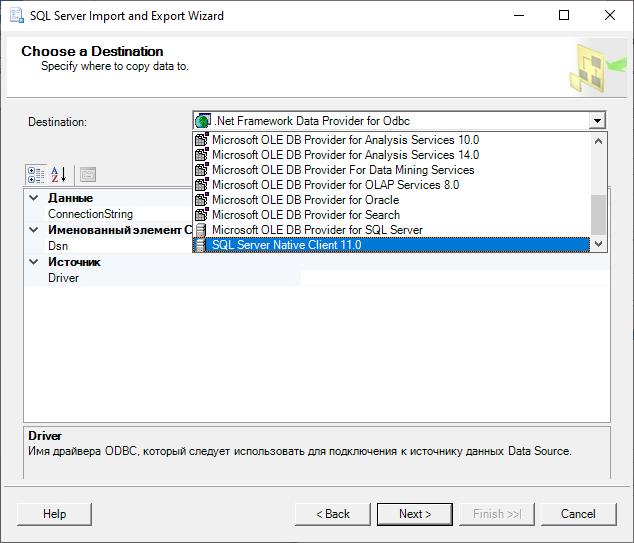 SQL Server Import and Export Wizard
Choose a Destination
Specify where to copy data to.
Destination:
.Net Framework Data Provider for Odbc
Microsoft OLE DB Provider for Analysis Services 10.0
Microsoft OLE DB Provider for Analysis Services 14.0
Microsoft OLE DB Provider For Data Mining Services
Microsoft OLE DB Provider for OLAP Services 8.0
Microsoft OLE DB Provider for Oracle
Microsoft OLE DB Provider for Search
Microsoft OLE DB Provider for SQL Server
SQL Server Native Client 11.0
Данные
ConnectionString
Именованный элемент C
Dsn
Источник
Driver
Driver
Имя драйвера ODBC, который следует использовать для подключения к источнику данных Data Source.
Help
< Back
Next >
Finish >>|
Cancel